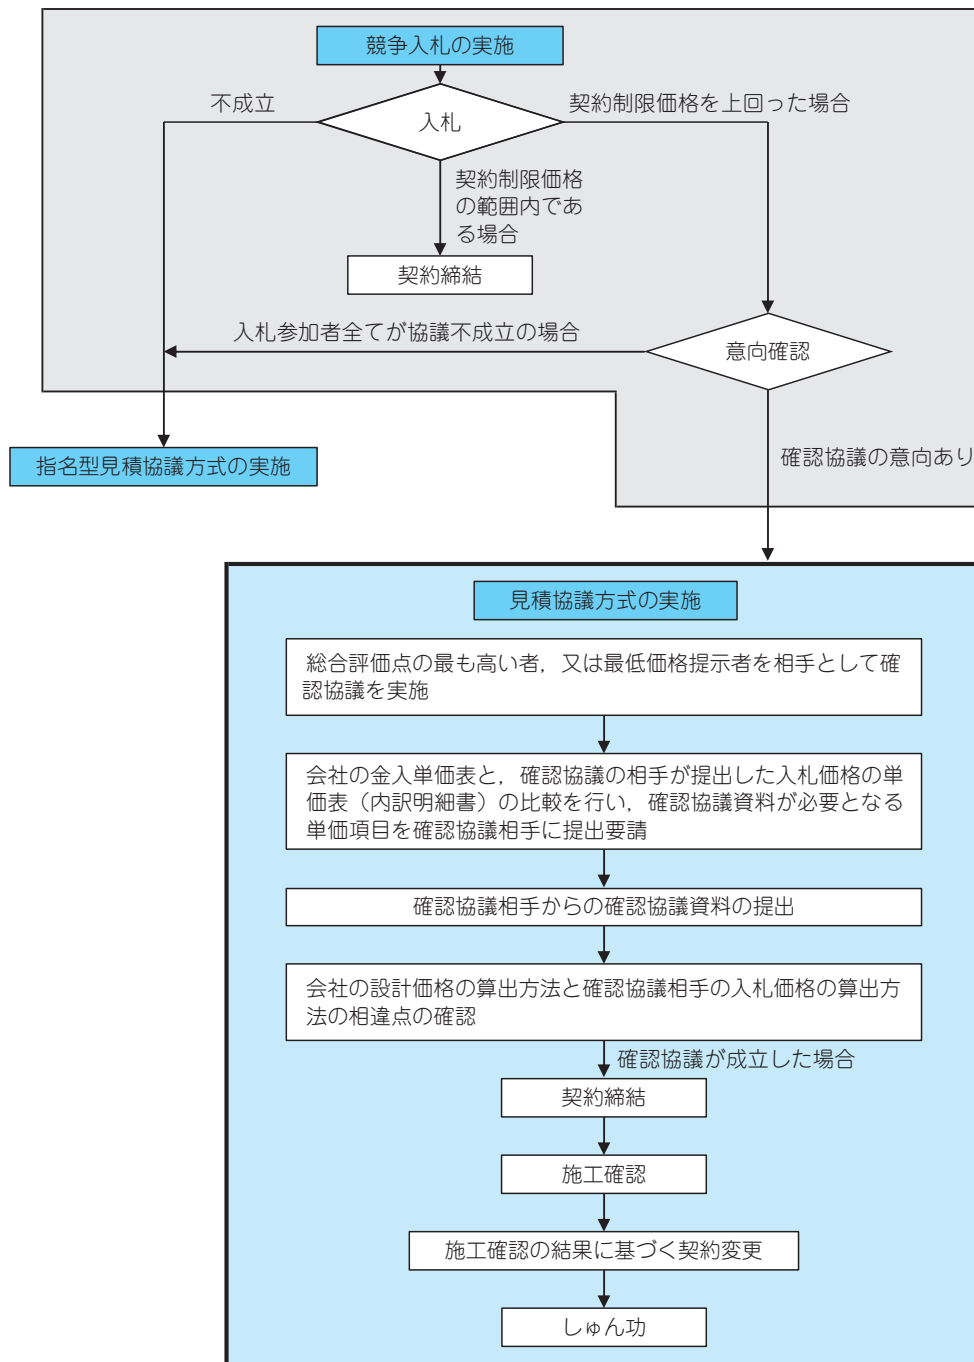 競争入札の実施
不成立
入札
契約制限価格を上回った場合
契約制限価格
の範囲内であ
る場合
契約締結
入札参加者全てが協議不成立の場合
意向確認
指名型見積協議方式の実施
確認協議の意向あり
見積協議方式の実施
総合評価点の最も高い者，又は最低価格提示者を相手として確
認協議を実施
会社の金入単価表と，確認協議の相手が提出した入札価格の単
価表（内訳明細書）の比較を行い，確認協議資料が必要となる
単価項目を確認協議相手に提出要請
確認協議相手からの確認協議資料の提出
会社の設計価格の算出方法と確認協議相手の入札価格の算出方
法の相違点の確認
確認協議が成立した場合
契約締結
施工確認
施工確認の結果に基づく契約変更
しゅん功